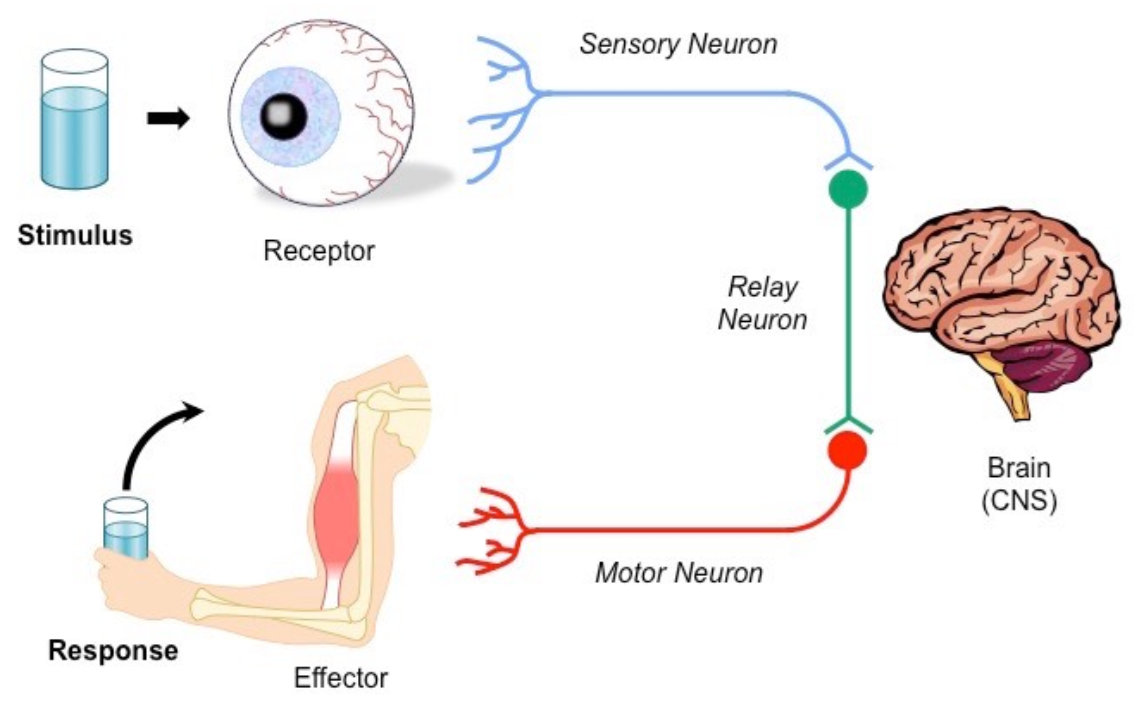 Sensory Neuron
Stimulus
Receptor
Relay
Neuron
Brain
(CNS)
Motor Neuron
Response
Effector